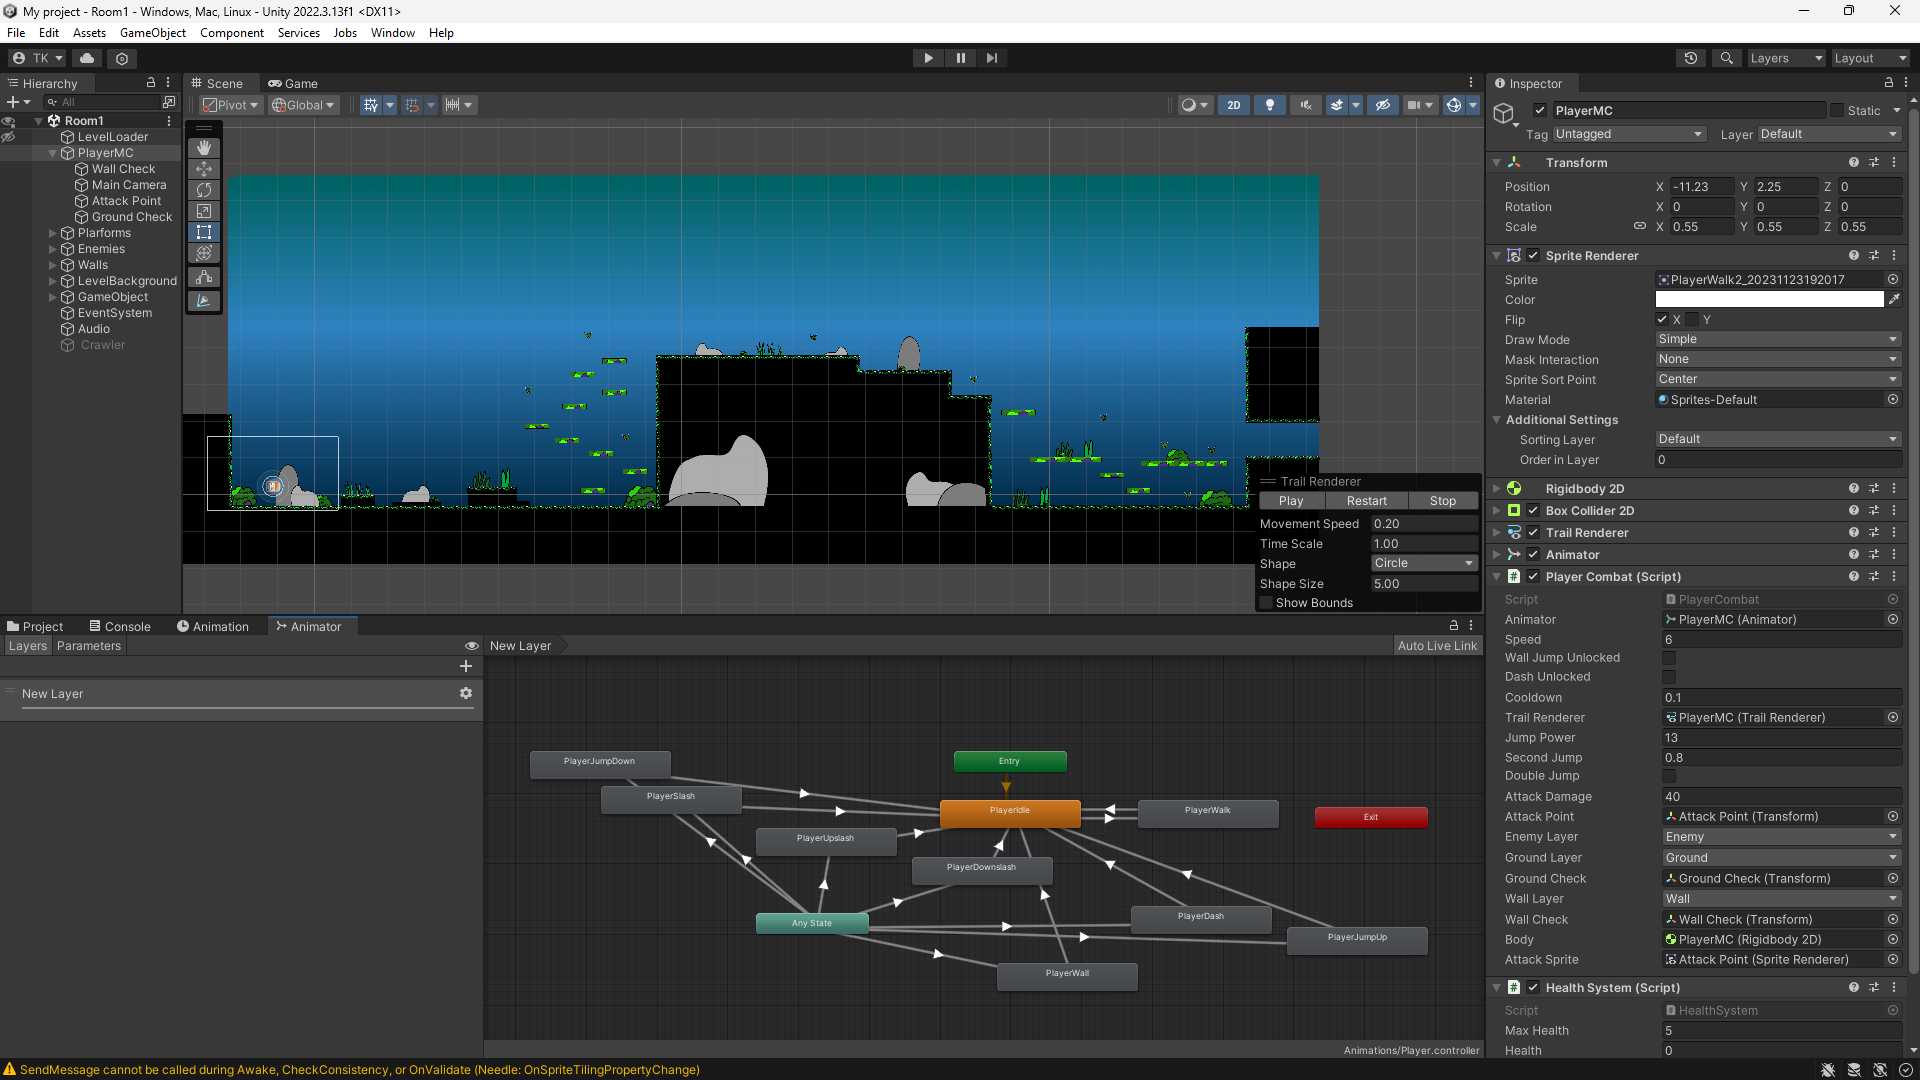 My project - Room1 - Windows, Mac, Linux - Unity 2022.3.13f1 <DX11>
File Edit Assets GameObject Component Services Jobs Window Help
TK Layers Layout
Hierarchy
All
Room1
LevelLoader
PlayerMC
Wall Check
Main Camera
Attack Point
Ground Check
Plarforms
Enemies
Walls
LevelBackground
GameObject
EventSystem
Audio
Crawler
Scene Game
Pivot Global 2D
Trail Renderer
Play Restart Stop
Movement Speed 0.20
Time Scale 1.00
Shape Circle
Shape Size 5.00
Show Bounds
Project Console Animation Animator
Layers Parameters
New Layer
New Layer Auto Live Link
PlayerJumpDown
Entry
PlayerSlash
PlayerIdle
PlayerWalk
Exit
PlayerUpslash
PlayerDownslash
Any State
PlayerDash
PlayerJumpUp
PlayerWall
Animations/Player.controller
Inspector
PlayerMC Static
Tag Untagged Layer Default
Transform
Position X -11.23 Y 2.25 Z 0
Rotation X 0 Y 0 Z 0
Scale X 0.55 Y 0.55 Z 0.55
Sprite Renderer
Sprite PlayerWalk2_20231123192017
Color
Flip X Y
Draw Mode Simple
Mask Interaction None
Sprite Sort Point Center
Material Sprites-Default
Additional Settings
Sorting Layer Default
Order in Layer 0
Rigidbody 2D
Box Collider 2D
Trail Renderer
Animator
Player Combat (Script)
Script PlayerCombat
Animator PlayerMC (Animator)
Speed 6
Wall Jump Unlocked
Dash Unlocked
Cooldown 0.1
Trail Renderer PlayerMC (Trail Renderer)
Jump Power 13
Second Jump 0.8
Double Jump
Attack Damage 40
Attack Point Attack Point (Transform)
Enemy Layer Enemy
Ground Layer Ground
Ground Check Ground Check (Transform)
Wall Layer Wall
Wall Check Wall Check (Transform)
Body PlayerMC (Rigidbody 2D)
Attack Sprite Attack Point (Sprite Renderer)
Health System (Script)
Script HealthSystem
Max Health 5
Health 0
SendMessage cannot be called during Awake, CheckConsistency, or OnValidate (Needle: OnSpriteTilingPropertyChange)